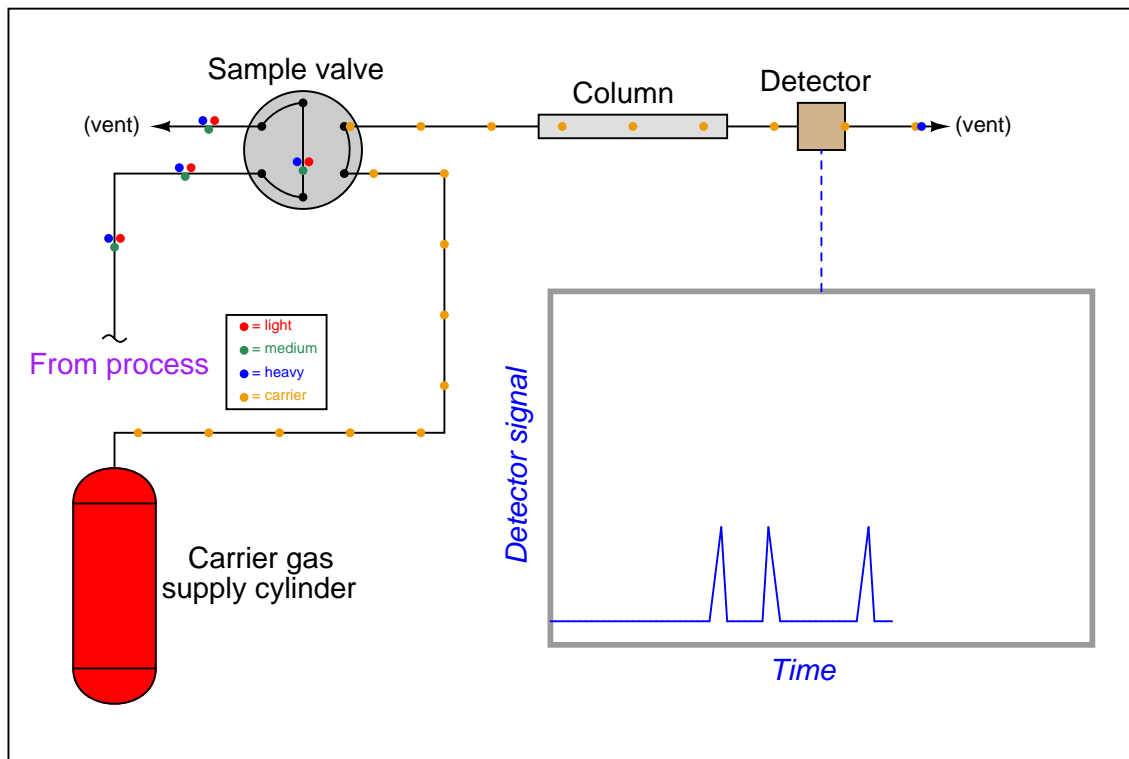 Sample valve
Column
Detector
(vent)
(vent)
From process
= light
= medium
= heavy
= carrier
Carrier gas
supply cylinder
Detector signal
Time